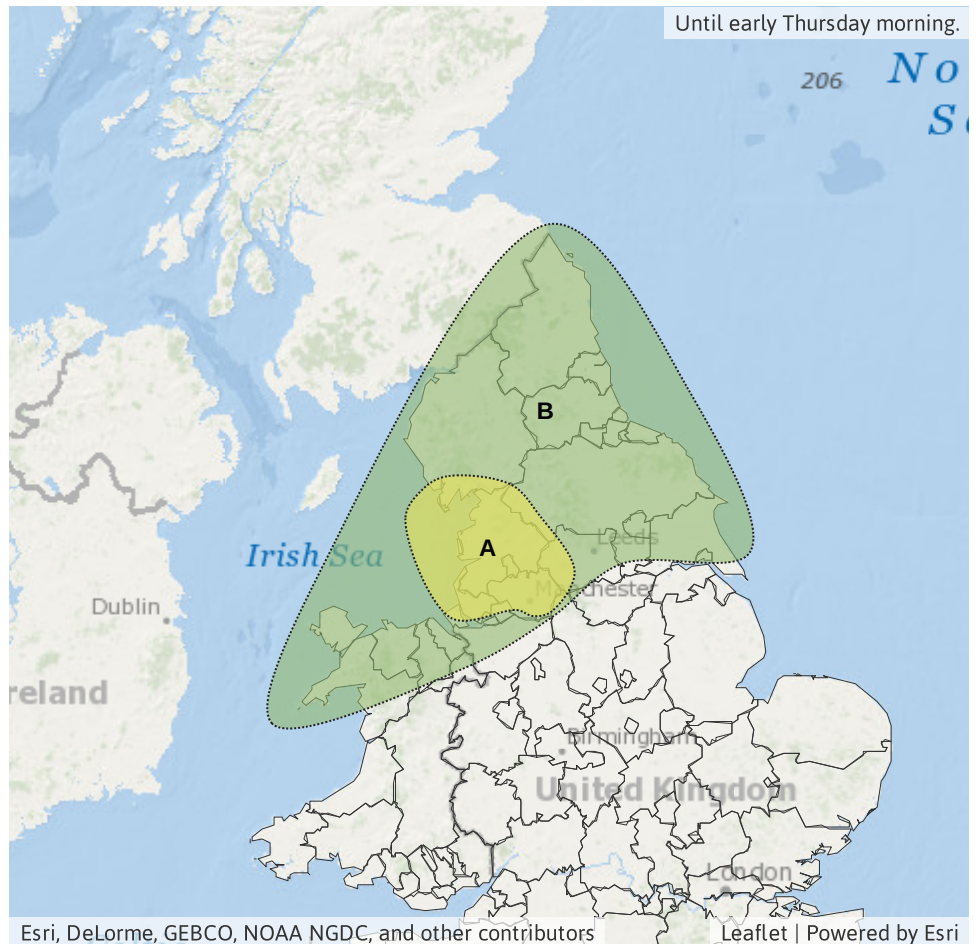 Until early Thursday morning.
206
No
S
B
A
Leeds
Irish Sea
Manchester
Dublin
reland
Birmingham
United Kingdom
London
Esri, DeLorme, GEBCO, NOAA NGDC, and other contributors
Leaflet | Powered by Esri